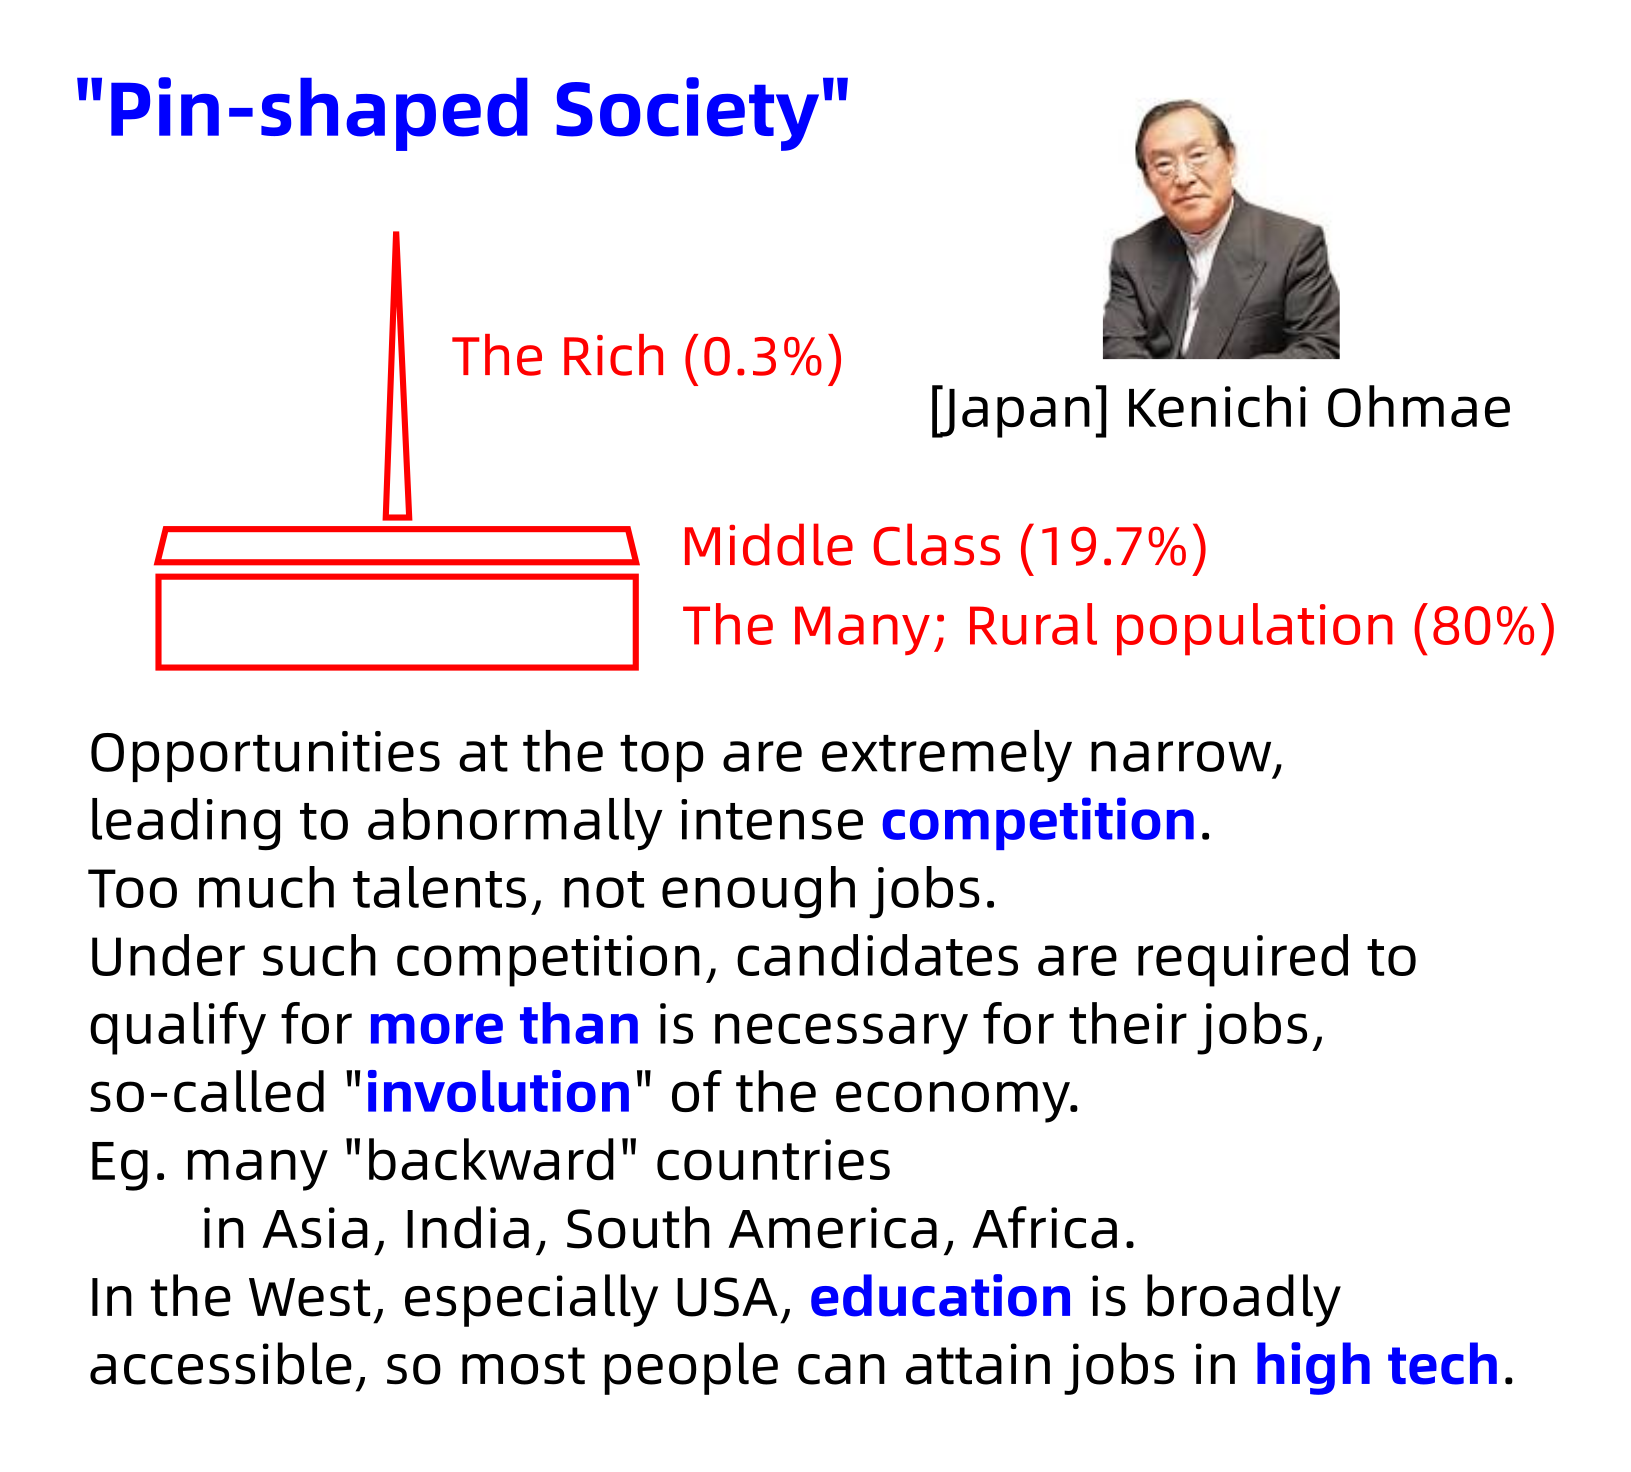 "Pin-shaped Society"
The Rich (0.3%)
[Japan] Kenichi Ohmae
Middle Class (19.7%)
The Many; Rural population (80%)
Opportunities at the top are extremely narrow,
leading to abnormally intense competition.
Too much talents, not enough jobs.
Under such competition, candidates are required to
qualify for more than is necessary for their jobs,
so-called "involution" of the economy.
Eg. many "backward" countries
in Asia, India, South America, Africa.
In the West, especially USA, education is broadly
accessible, so most people can attain jobs in high tech.